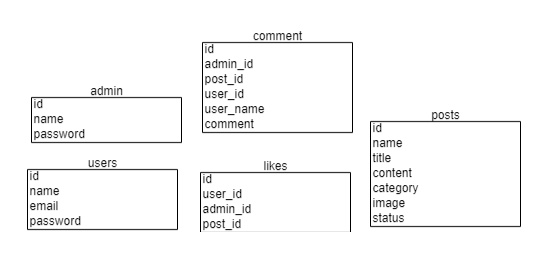 admin
id
name
password
users
id
name
email
password
comment
id
admin_id
post_id
user_id
user_name
comment
likes
id
user_id
admin_id
post_id
posts
id
name
title
content
category
image
status